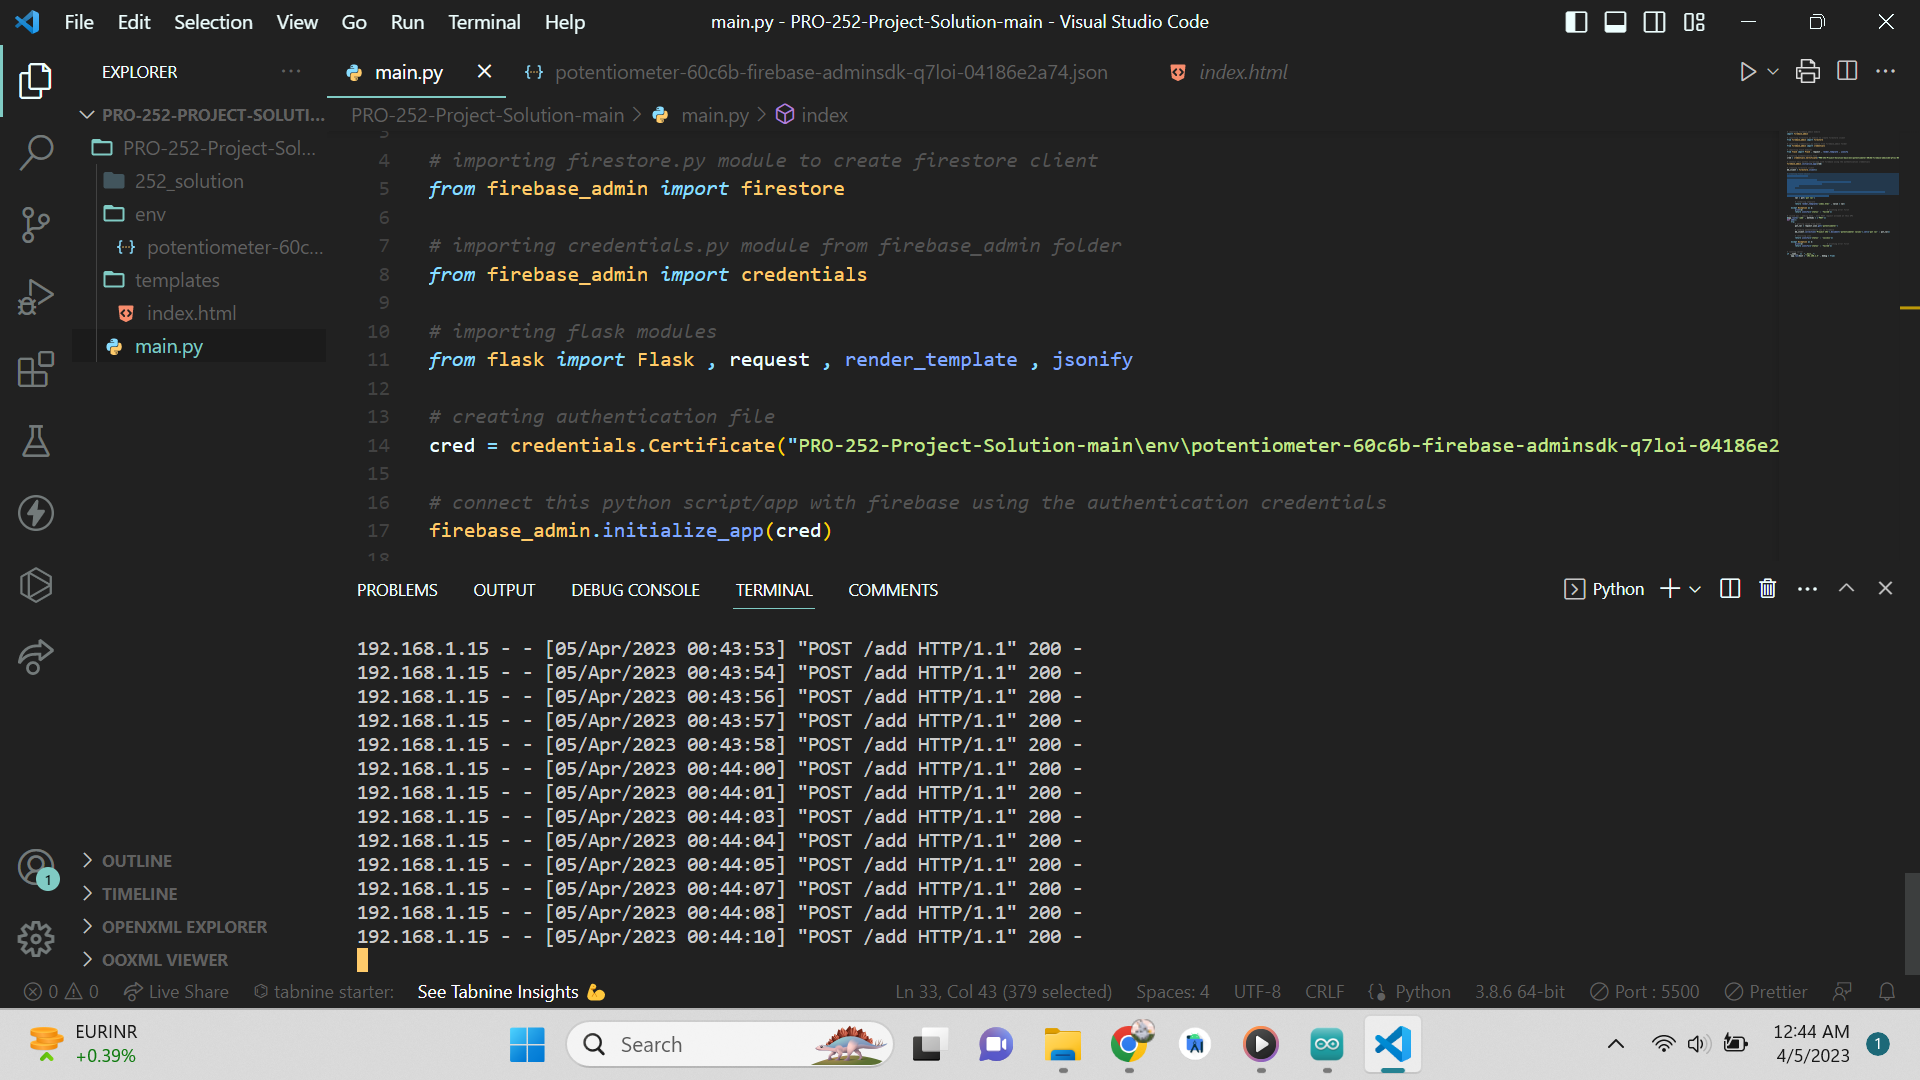 File Edit Selection View Go Run Terminal Help
main.py - PRO-252-Project-Solution-main - Visual Studio Code
EXPLORER
main.py
potentiometer-60c6b-firebase-adminsdk-q7loi-04186e2a74.json
index.html
PRO-252-PROJECT-SOLUTI...
PRO-252-Project-Sol...
252_solution
env
potentiometer-60c...
templates
index.html
main.py
OUTLINE
TIMELINE
OPENXML EXPLORER
OOXML VIEWER
PRO-252-Project-Solution-main > main.py > index
4 # importing firestore.py module to create firestore client
5 from firebase_admin import firestore
6
7 # importing credentials.py module from firebase_admin folder
8 from firebase_admin import credentials
9
10 # importing flask modules
11 from flask import Flask , request , render_template , jsonify
12
13 # creating authentication file
14 cred = credentials.Certificate("PRO-252-Project-Solution-main\env\potentiometer-60c6b-firebase-adminsdk-q7loi-04186e2
15
16 # connect this python script/app with firebase using the authentication credentials
17 firebase_admin.initialize_app(cred)
18
PROBLEMS OUTPUT DEBUG CONSOLE TERMINAL COMMENTS
Python
192.168.1.15 - - [05/Apr/2023 00:43:53] "POST /add HTTP/1.1" 200 -
192.168.1.15 - - [05/Apr/2023 00:43:54] "POST /add HTTP/1.1" 200 -
192.168.1.15 - - [05/Apr/2023 00:43:56] "POST /add HTTP/1.1" 200 -
192.168.1.15 - - [05/Apr/2023 00:43:57] "POST /add HTTP/1.1" 200 -
192.168.1.15 - - [05/Apr/2023 00:43:58] "POST /add HTTP/1.1" 200 -
192.168.1.15 - - [05/Apr/2023 00:44:00] "POST /add HTTP/1.1" 200 -
192.168.1.15 - - [05/Apr/2023 00:44:01] "POST /add HTTP/1.1" 200 -
192.168.1.15 - - [05/Apr/2023 00:44:03] "POST /add HTTP/1.1" 200 -
192.168.1.15 - - [05/Apr/2023 00:44:04] "POST /add HTTP/1.1" 200 -
192.168.1.15 - - [05/Apr/2023 00:44:05] "POST /add HTTP/1.1" 200 -
192.168.1.15 - - [05/Apr/2023 00:44:07] "POST /add HTTP/1.1" 200 -
192.168.1.15 - - [05/Apr/2023 00:44:08] "POST /add HTTP/1.1" 200 -
192.168.1.15 - - [05/Apr/2023 00:44:10] "POST /add HTTP/1.1" 200 -
1
0 0 Live Share tabnine starter: See Tabnine Insights 💪 Ln 33, Col 43 (379 selected) Spaces: 4 UTF-8 CRLF Python 3.8.6 64-bit Port : 5500 Prettier
EURINR
+0.39%
Search
12:44 AM
4/5/2023
1